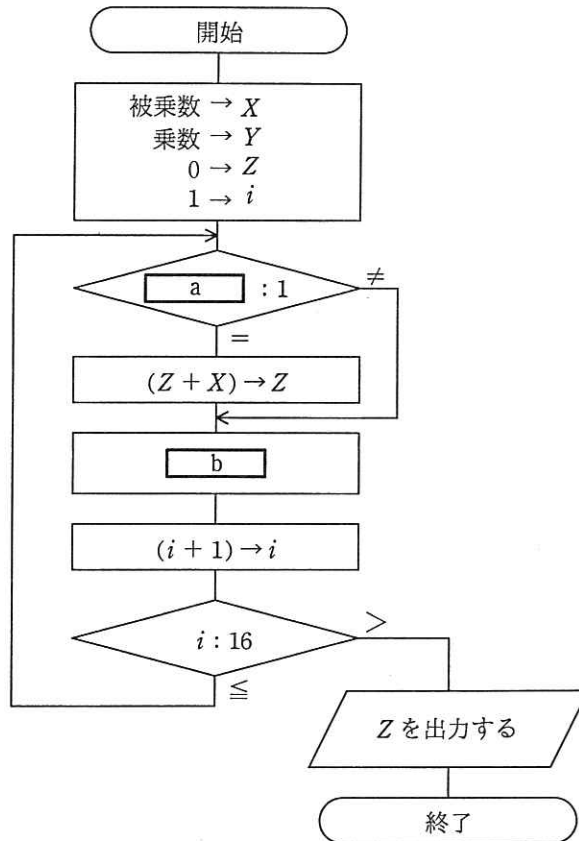 開始
被乗数 → X
乗数 → Y
0 → Z
1 → i
a : 1
≠
=
(Z + X) → Z
b
(i + 1) → i
i : 16
>
≦
Zを出力する
終了